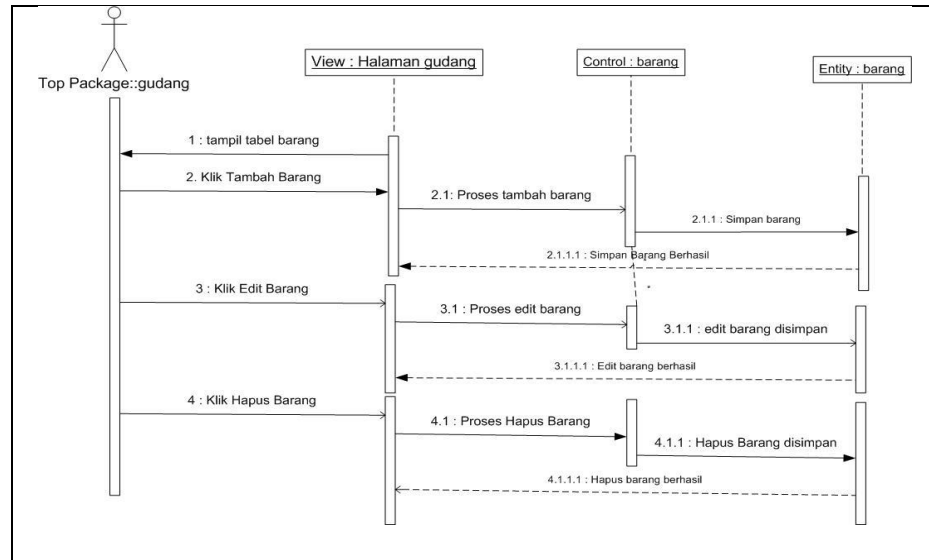 Top Package::gudang
View : Halaman gudang
Control : barang
Entity : barang
1 : tampil tabel barang
2. Klik Tambah Barang
2.1: Proses tambah barang
2.1.1 : Simpan barang
2.1.1.1 : Simpan Barang Berhasil
3 : Klik Edit Barang
3.1 : Proses edit barang
3.1.1 : edit barang disimpan
3.1.1.1 : Edit barang berhasil
4 : Klik Hapus Barang
4.1 : Proses Hapus Barang
4.1.1 : Hapus Barang disimpan
4.1.1.1 : Hapus barang berhasil